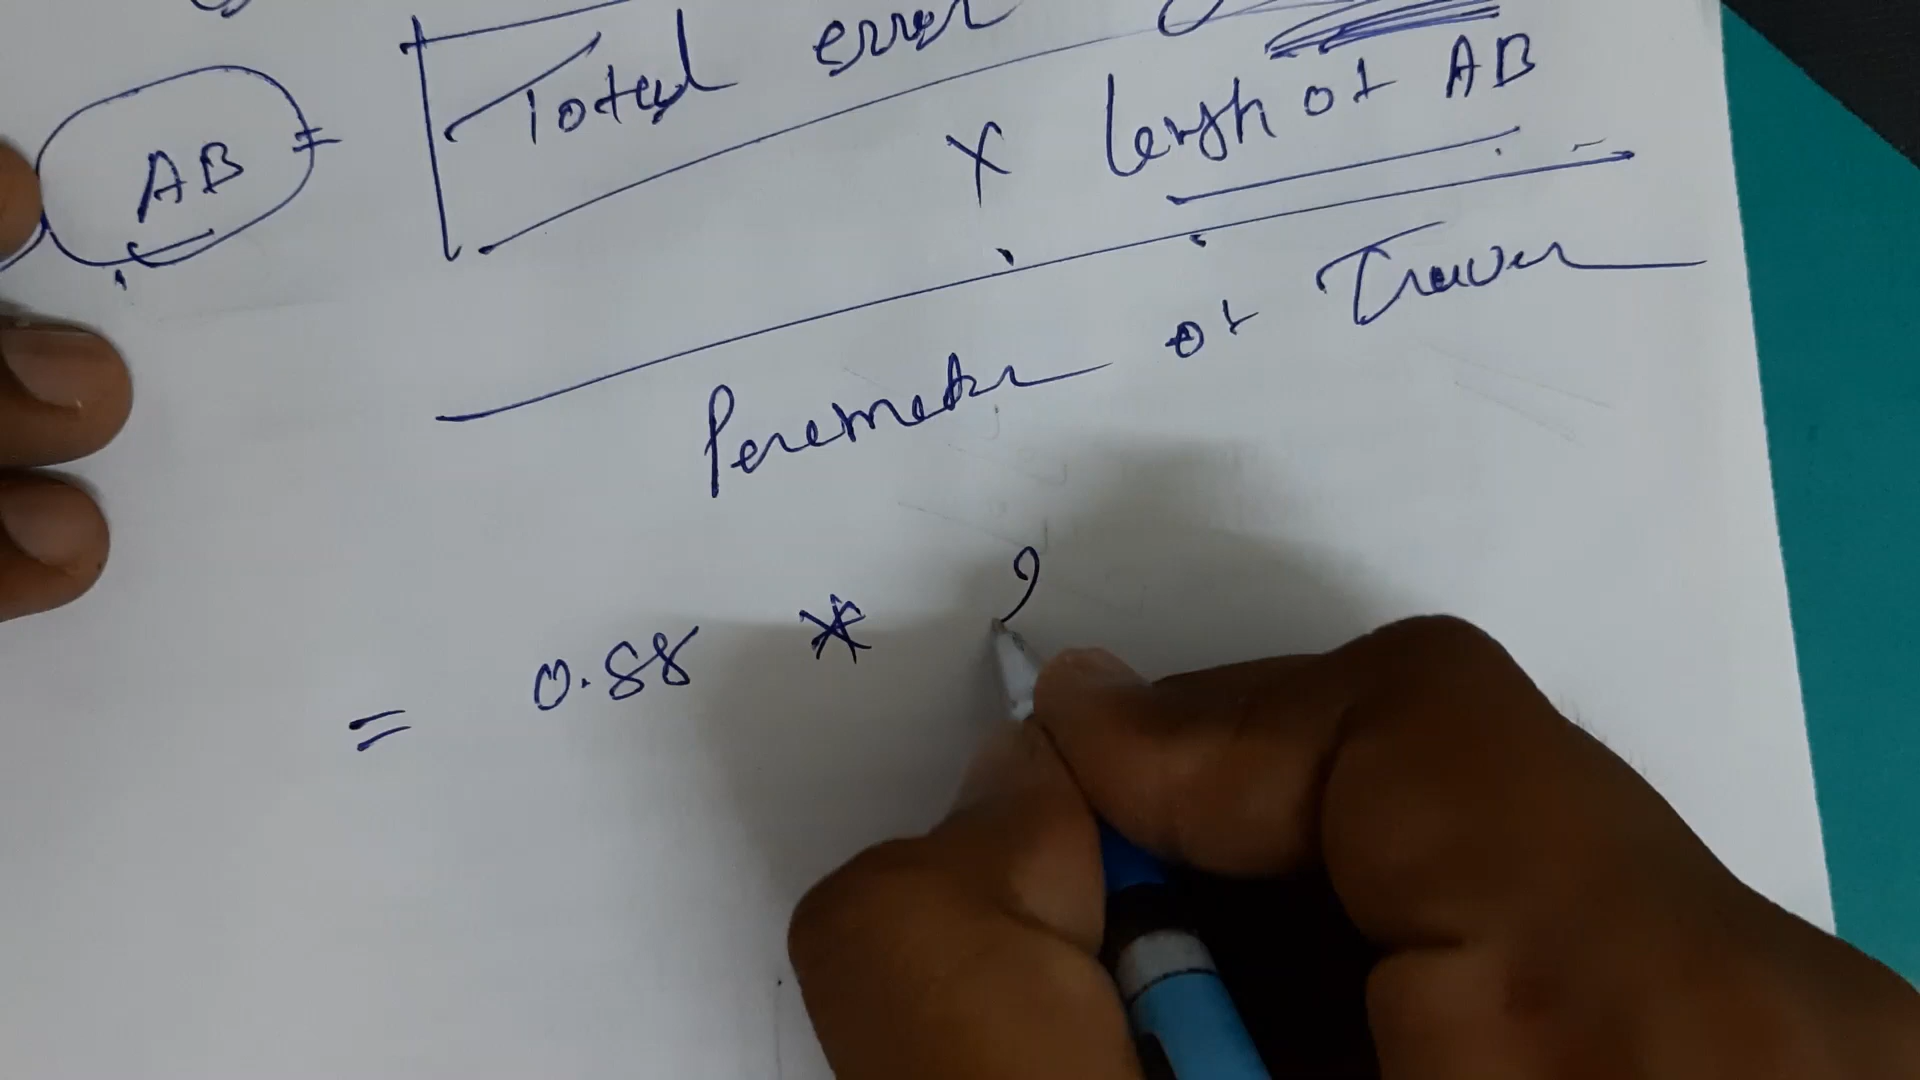 AB = Total error
× length of AB
Peremeter of Traver
= 0.88 *